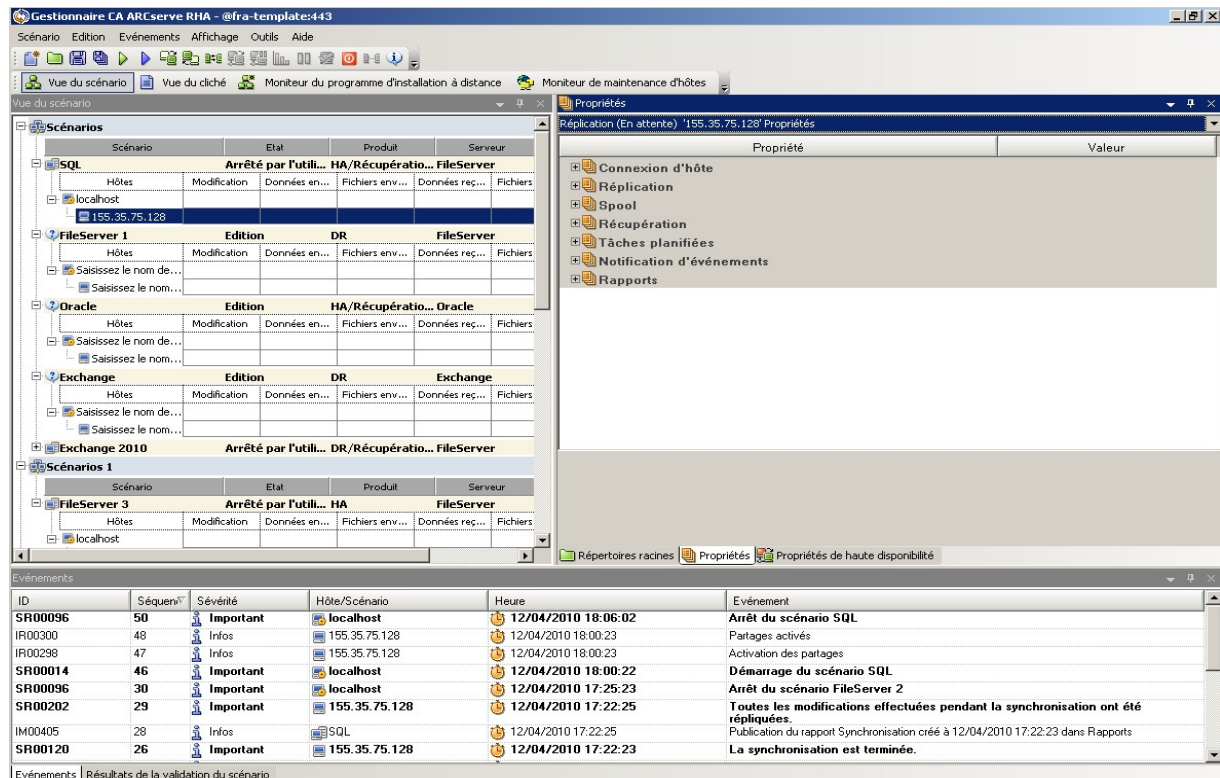 Gestionnaire CA ARCserve RHA - @fra-template:443
Scénario Edition Evénements Affichage Outils Aide
Vue du scénario Vue du cliché Moniteur du programme d'installation à distance Moniteur de maintenance d'hôtes
Vue du scénario
Scénarios
Scénario Etat Produit Serveur
SQL Arrêté par l'utili... HA/Récupératio... FileServer
Hôtes Modification Données en... Fichiers env... Données reç... Fichiers
localhost
155.35.75.128
FileServer 1 Edition DR FileServer
Hôtes Modification Données en... Fichiers env... Données reç... Fichiers
Saisissez le nom de...
Saisissez le nom...
Oracle Edition HA/Récupératio... Oracle
Hôtes Modification Données en... Fichiers env... Données reç... Fichiers
Saisissez le nom de...
Saisissez le nom...
Exchange Edition DR Exchange
Hôtes Modification Données en... Fichiers env... Données reç... Fichiers
Saisissez le nom de...
Saisissez le nom...
Exchange 2010 Arrêté par l'utili... DR/Récupératio... FileServer
Scénarios 1
Scénario Etat Produit Serveur
FileServer 3 Arrêté par l'utili... HA FileServer
Hôtes Modification Données en... Fichiers env... Données reç... Fichiers
localhost
Propriétés
Réplication (En attente) '155.35.75.128' Propriétés
Propriété Valeur
Connexion d'hôte
Réplication
Spool
Récupération
Tâches planifiées
Notification d'événements
Rapports
Répertoires racines Propriétés Propriétés de haute disponibilité
Evénements
ID Séquen Sévérité Hôte/Scénario Heure Evénement
SR00096 50 Important localhost 12/04/2010 18:06:02 Arrêt du scénario SQL
IR00300 48 Infos 155.35.75.128 12/04/2010 18:00:23 Partages activés
IR00298 47 Infos 155.35.75.128 12/04/2010 18:00:23 Activation des partages
SR00014 46 Important localhost 12/04/2010 18:00:22 Démarrage du scénario SQL
SR00096 30 Important localhost 12/04/2010 17:25:23 Arrêt du scénario FileServer 2
SR00202 29 Important 155.35.75.128 12/04/2010 17:22:25 Toutes les modifications effectuées pendant la synchronisation ont été
répliquées.
IM00405 28 Infos SQL 12/04/2010 17:22:25 Publication du rapport Synchronisation créé à 12/04/2010 17:22:23 dans Rapports
SR00120 26 Important 155.35.75.128 12/04/2010 17:22:23 La synchronisation est terminée.
Evénements Résultats de la validation du scénario